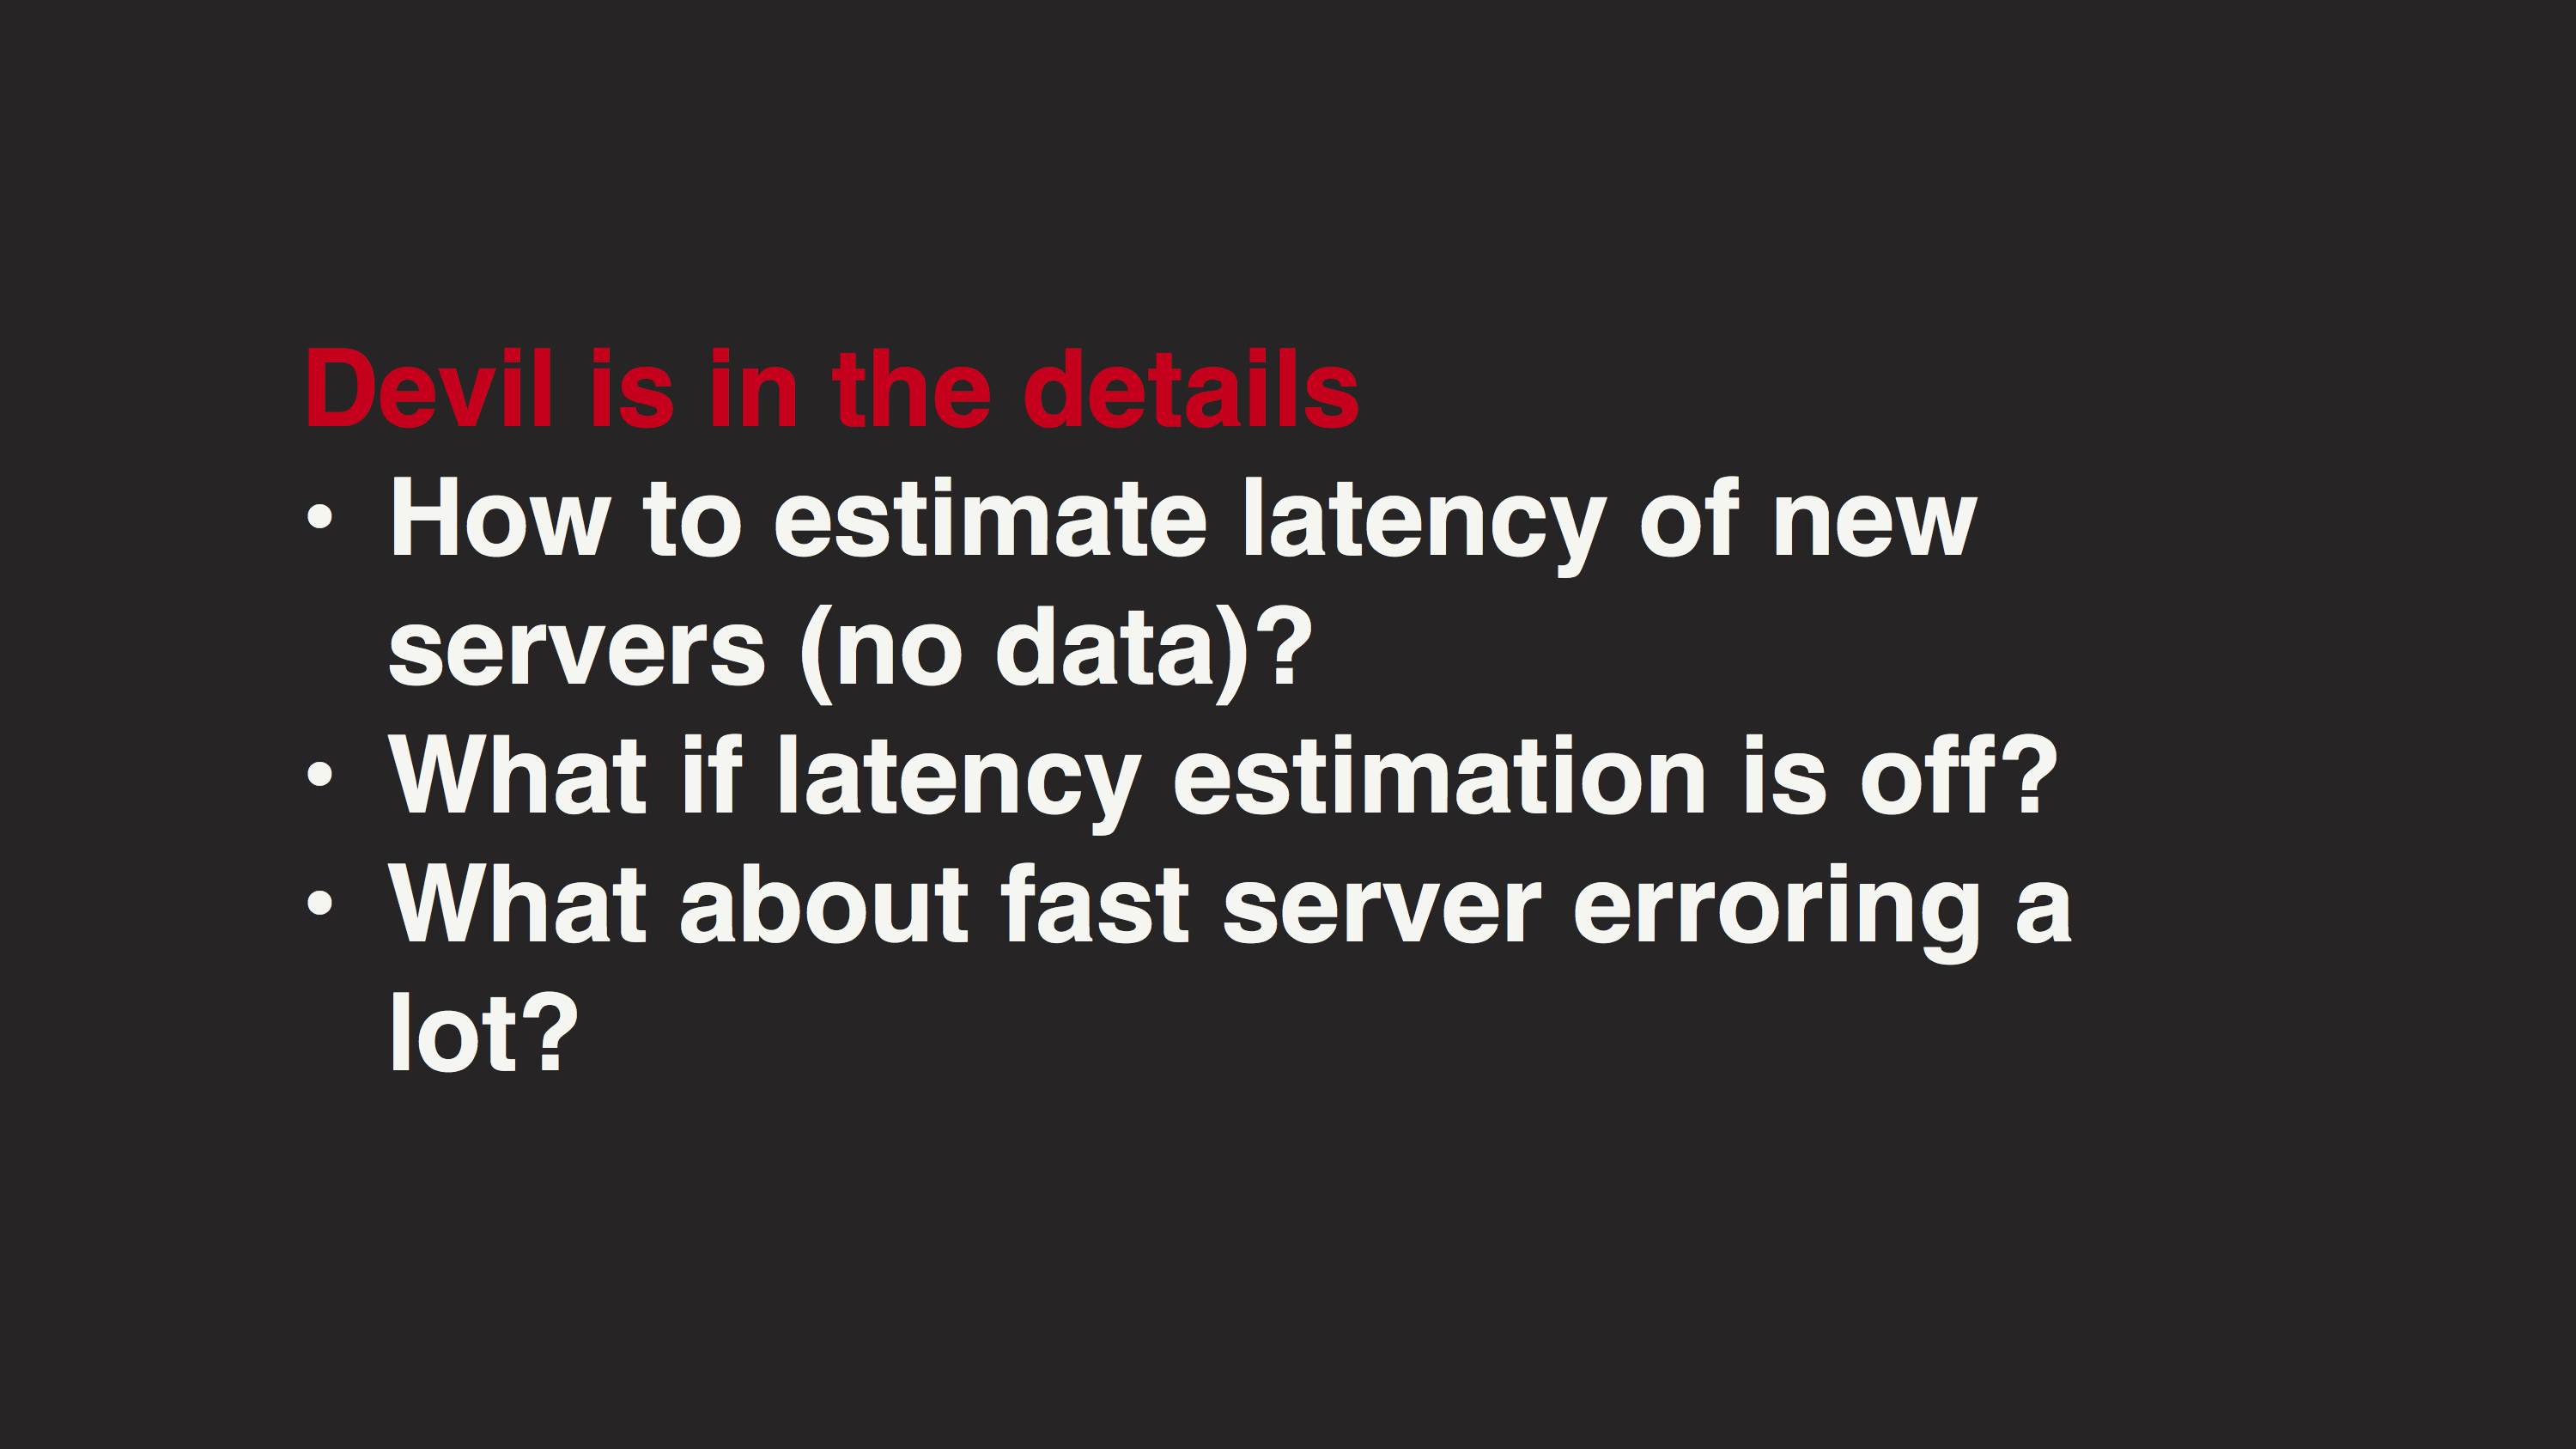 Devil is in the details
• How to estimate latency of new
servers (no data)?
• What if latency estimation is off?
• What about fast server erroring a
lot?